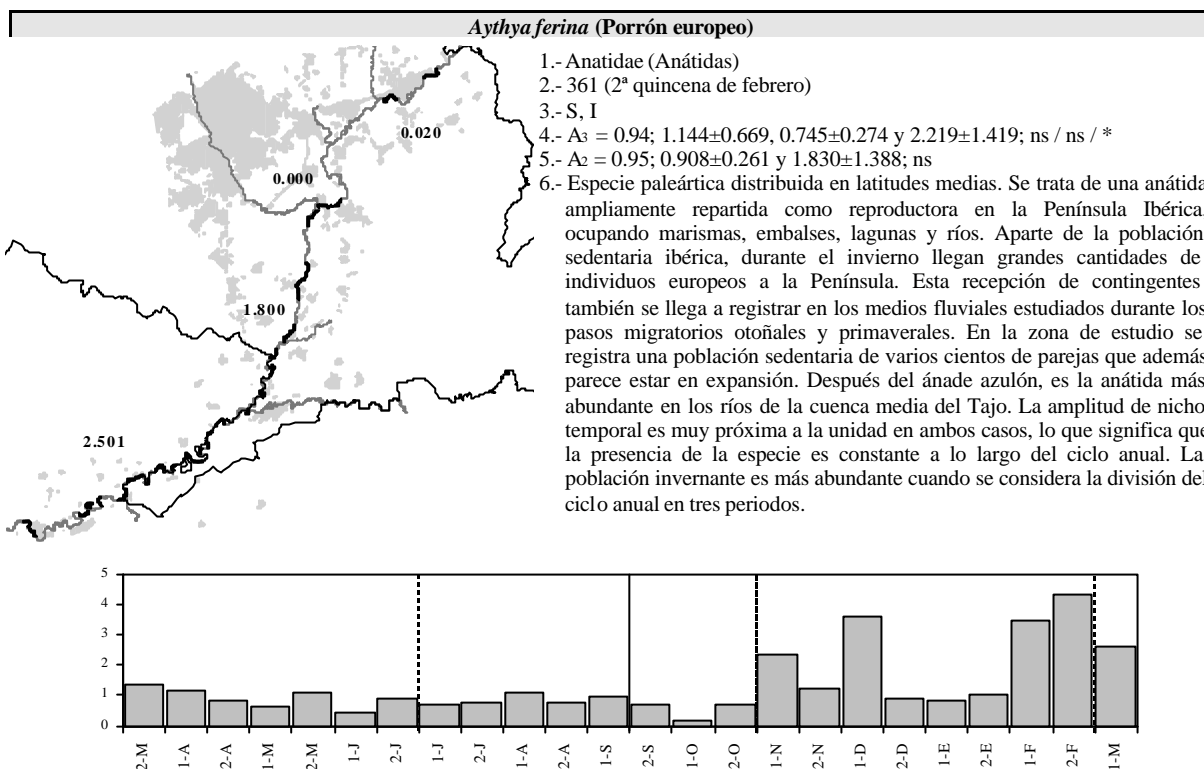 Aythya ferina (Porrón europeo)
1.- Anatidae (Anátidas)
2.- 361 (2ª quincena de febrero)
3.- S, I
4.- A3 = 0.94; 1.144±0.669, 0.745±0.274 y 2.219±1.419; ns / ns / *
5.- A2 = 0.95; 0.908±0.261 y 1.830±1.388; ns
6.- Especie paleártica distribuida en latitudes medias. Se trata de una anátida
ampliamente repartida como reproductora en la Península Ibérica
ocupando marismas, embalses, lagunas y ríos. Aparte de la población
sedentaria ibérica, durante el invierno llegan grandes cantidades de
individuos europeos a la Península. Esta recepción de contingentes
también se llega a registrar en los medios fluviales estudiados durante los
pasos migratorios otoñales y primaverales. En la zona de estudio se
registra una población sedentaria de varios cientos de parejas que además
parece estar en expansión. Después del ánade azulón, es la anátida más
abundante en los ríos de la cuenca media del Tajo. La amplitud de nicho
temporal es muy próxima a la unidad en ambos casos, lo que significa que
la presencia de la especie es constante a lo largo del ciclo anual. La
población invernante es más abundante cuando se considera la división del
ciclo anual en tres periodos.
0.020
0.000
1.800
2.501
5
4
3
2
1
0
2-M
1-A
2-A
1-M
2-M
1-J
2-J
1-J
2-J
1-A
2-A
1-S
2-S
1-O
2-O
1-N
2-N
1-D
2-D
1-E
2-E
1-F
2-F
1-M